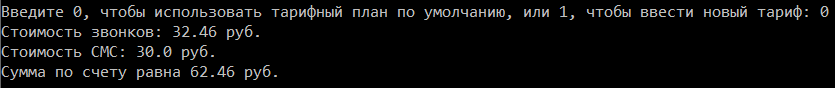 Введите 0, чтобы использовать тарифный план по умолчанию, или 1, чтобы ввести новый тариф: 0
Стоимость звонков: 32.46 руб.
Стоимость СМС: 30.0 руб.
Сумма по счету равна 62.46 руб.